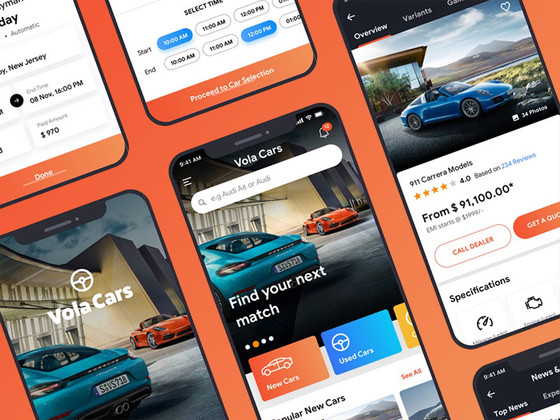 Automatic
New Jersey
End Time
08 Nov, 16:00 PM
Paid Amount
$ 970
Done
SELECT TIME
Start
10:00 AM
11:00 AM
12:00 PM
End
10:00 AM
11:00 AM
12:00 PM
01:00
Proceed to Car Selection
Overview
Variants
34 Photos
911 Carrera Models
4.0 Based on 234 Reviews
From $ 91,100.00*
EMI starts @ $1999/-
CALL DEALER
GET A QUO
Specifications
Vola Cars
9:41 AM
Vola Cars
e.g Audi A6 or Audi
Find your next
match
New Cars
Used Cars
See All
pular New Cars
9:41 AM
News &
Top News